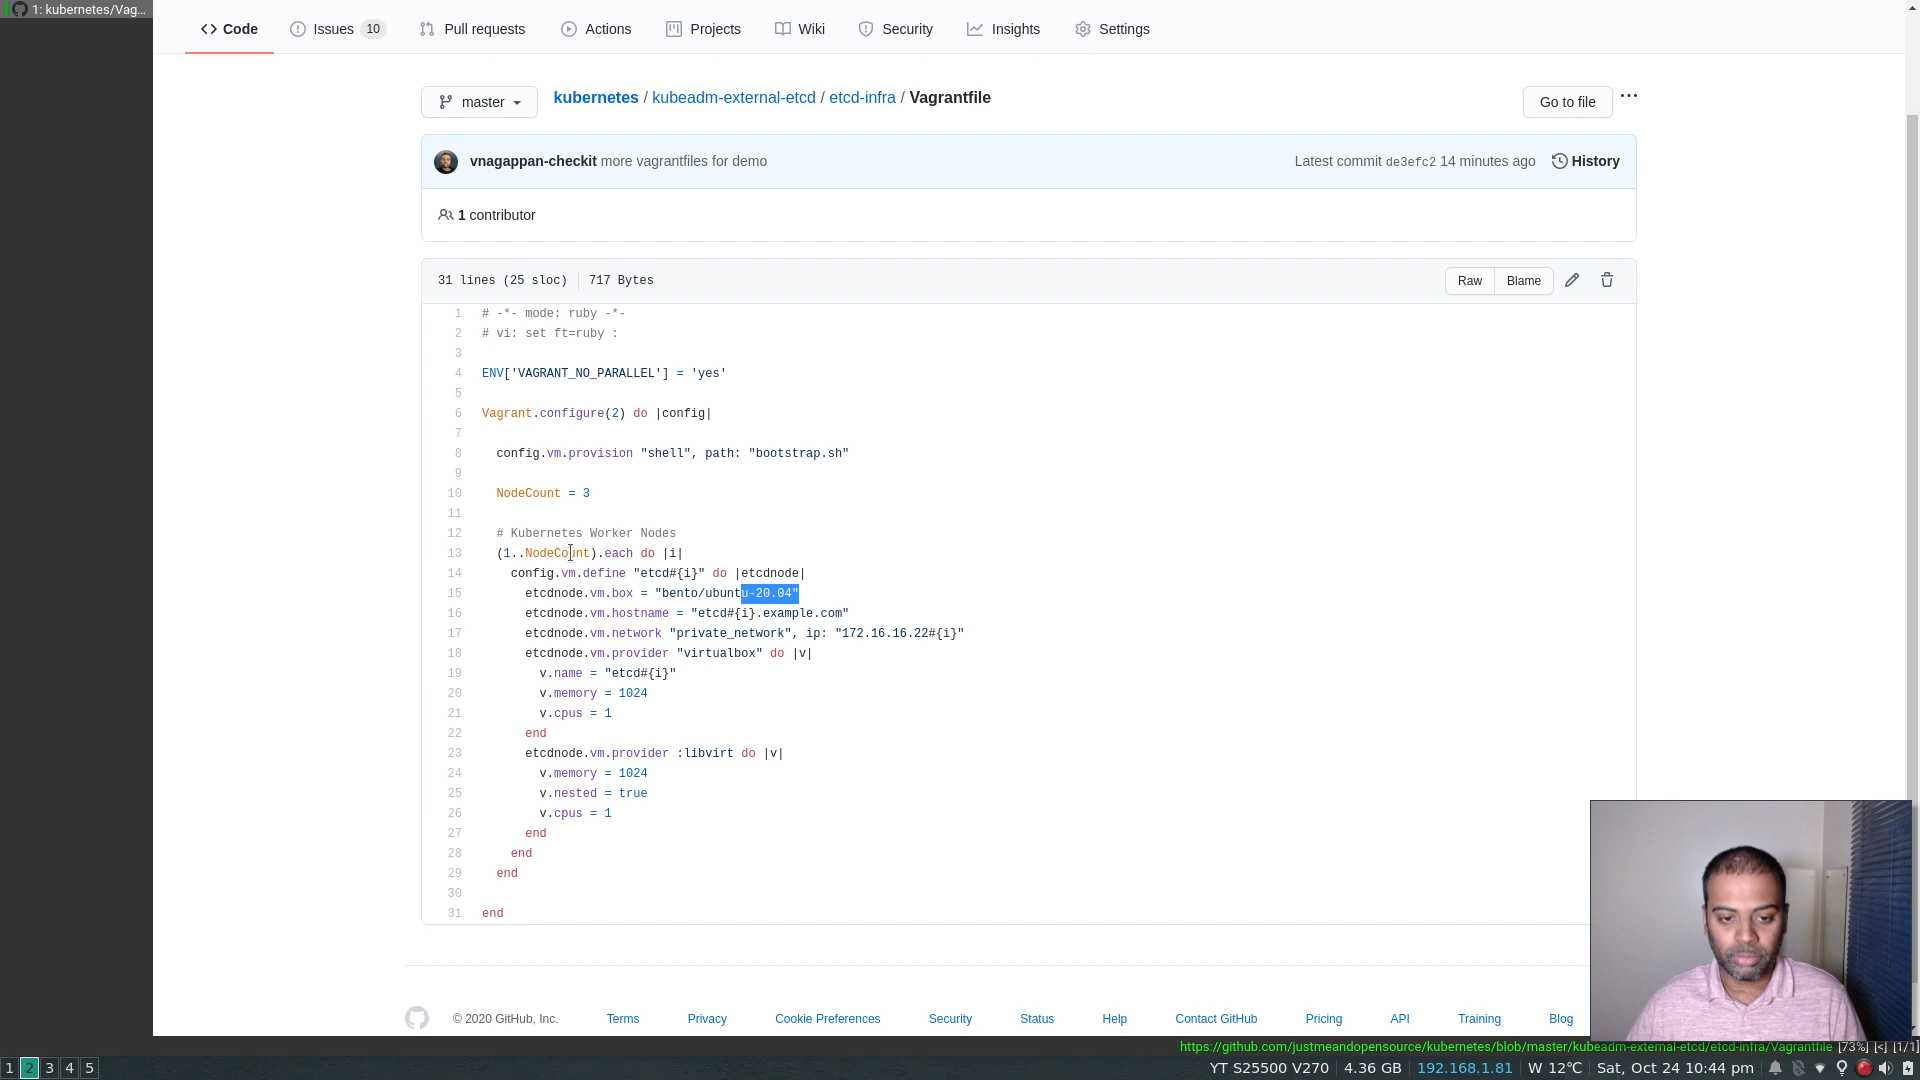 1: kubernetes/Vag...
Code
Issues 10
Pull requests
Actions
Projects
Wiki
Security
Insights
Settings
master
kubernetes / kubeadm-external-etcd / etcd-infra / Vagrantfile
Go to file
vnagappan-checkit more vagrantfiles for demo
Latest commit de3efc2 14 minutes ago
History
1 contributor
31 lines (25 sloc) 717 Bytes
Raw
Blame
1 # -*- mode: ruby -*-
2 # vi: set ft=ruby :
3
4 ENV['VAGRANT_NO_PARALLEL'] = 'yes'
5
6 Vagrant.configure(2) do |config|
7
8 config.vm.provision "shell", path: "bootstrap.sh"
9
10 NodeCount = 3
11
12 # Kubernetes Worker Nodes
13 (1..NodeCount).each do |i|
14 config.vm.define "etcd#{i}" do |etcdnode|
15 etcdnode.vm.box = "bento/ubuntu-20.04"
16 etcdnode.vm.hostname = "etcd#{i}.example.com"
17 etcdnode.vm.network "private_network", ip: "172.16.16.22#{i}"
18 etcdnode.vm.provider "virtualbox" do |v|
19 v.name = "etcd#{i}"
20 v.memory = 1024
21 v.cpus = 1
22 end
23 etcdnode.vm.provider :libvirt do |v|
24 v.memory = 1024
25 v.nested = true
26 v.cpus = 1
27 end
28 end
29 end
30
31 end
© 2020 GitHub, Inc.
Terms
Privacy
Cookie Preferences
Security
Status
Help
Contact GitHub
Pricing
API
Training
Blog
https://github.com/justmeandopensource/kubernetes/blob/master/kubeadm-external-etcd/etcd-infra/Vagrantfile [73%] [<] [1/1]
1 2 3 4 5
YT S25500 V270 4.36 GB 192.168.1.81 W 12°C Sat, Oct 24 10:44 pm